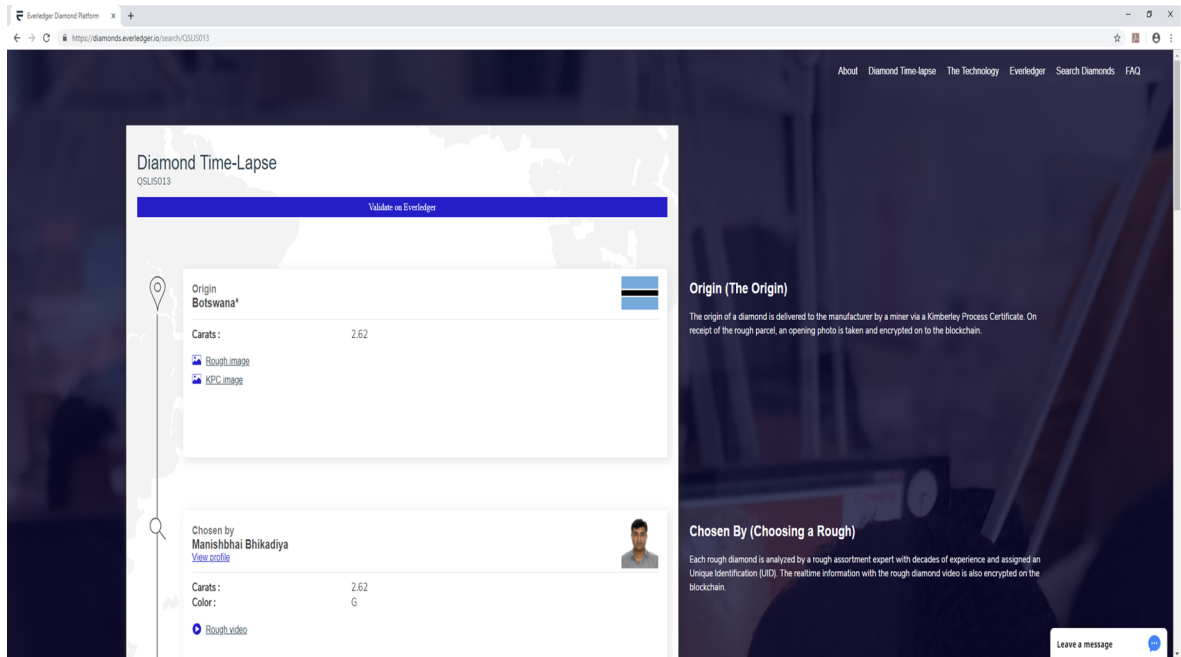 Everledger Diamond Platform
https://diamonds.everledger.io/search/QSLIS013
About Diamond Time-lapse The Technology Everledger Search Diamonds FAQ
Diamond Time-Lapse
QSLIS013
Validate on Everledger
Origin
Botswana*
Carats : 2.62
Rough image
KPC image
Origin (The Origin)
The origin of a diamond is delivered to the manufacturer by a miner via a Kimberley Process Certificate. On
receipt of the rough parcel, an opening photo is taken and encrypted on to the blockchain.
Chosen by
Manishbhai Bhikadiya
View profile
Carats : 2.62
Color : G
Rough video
Chosen By (Choosing a Rough)
Each rough diamond is analyzed by a rough assortment expert with decades of experience and assigned an
Unique Identification (UID). The realtime information with the rough diamond video is also encrypted on the
blockchain.
Leave a message